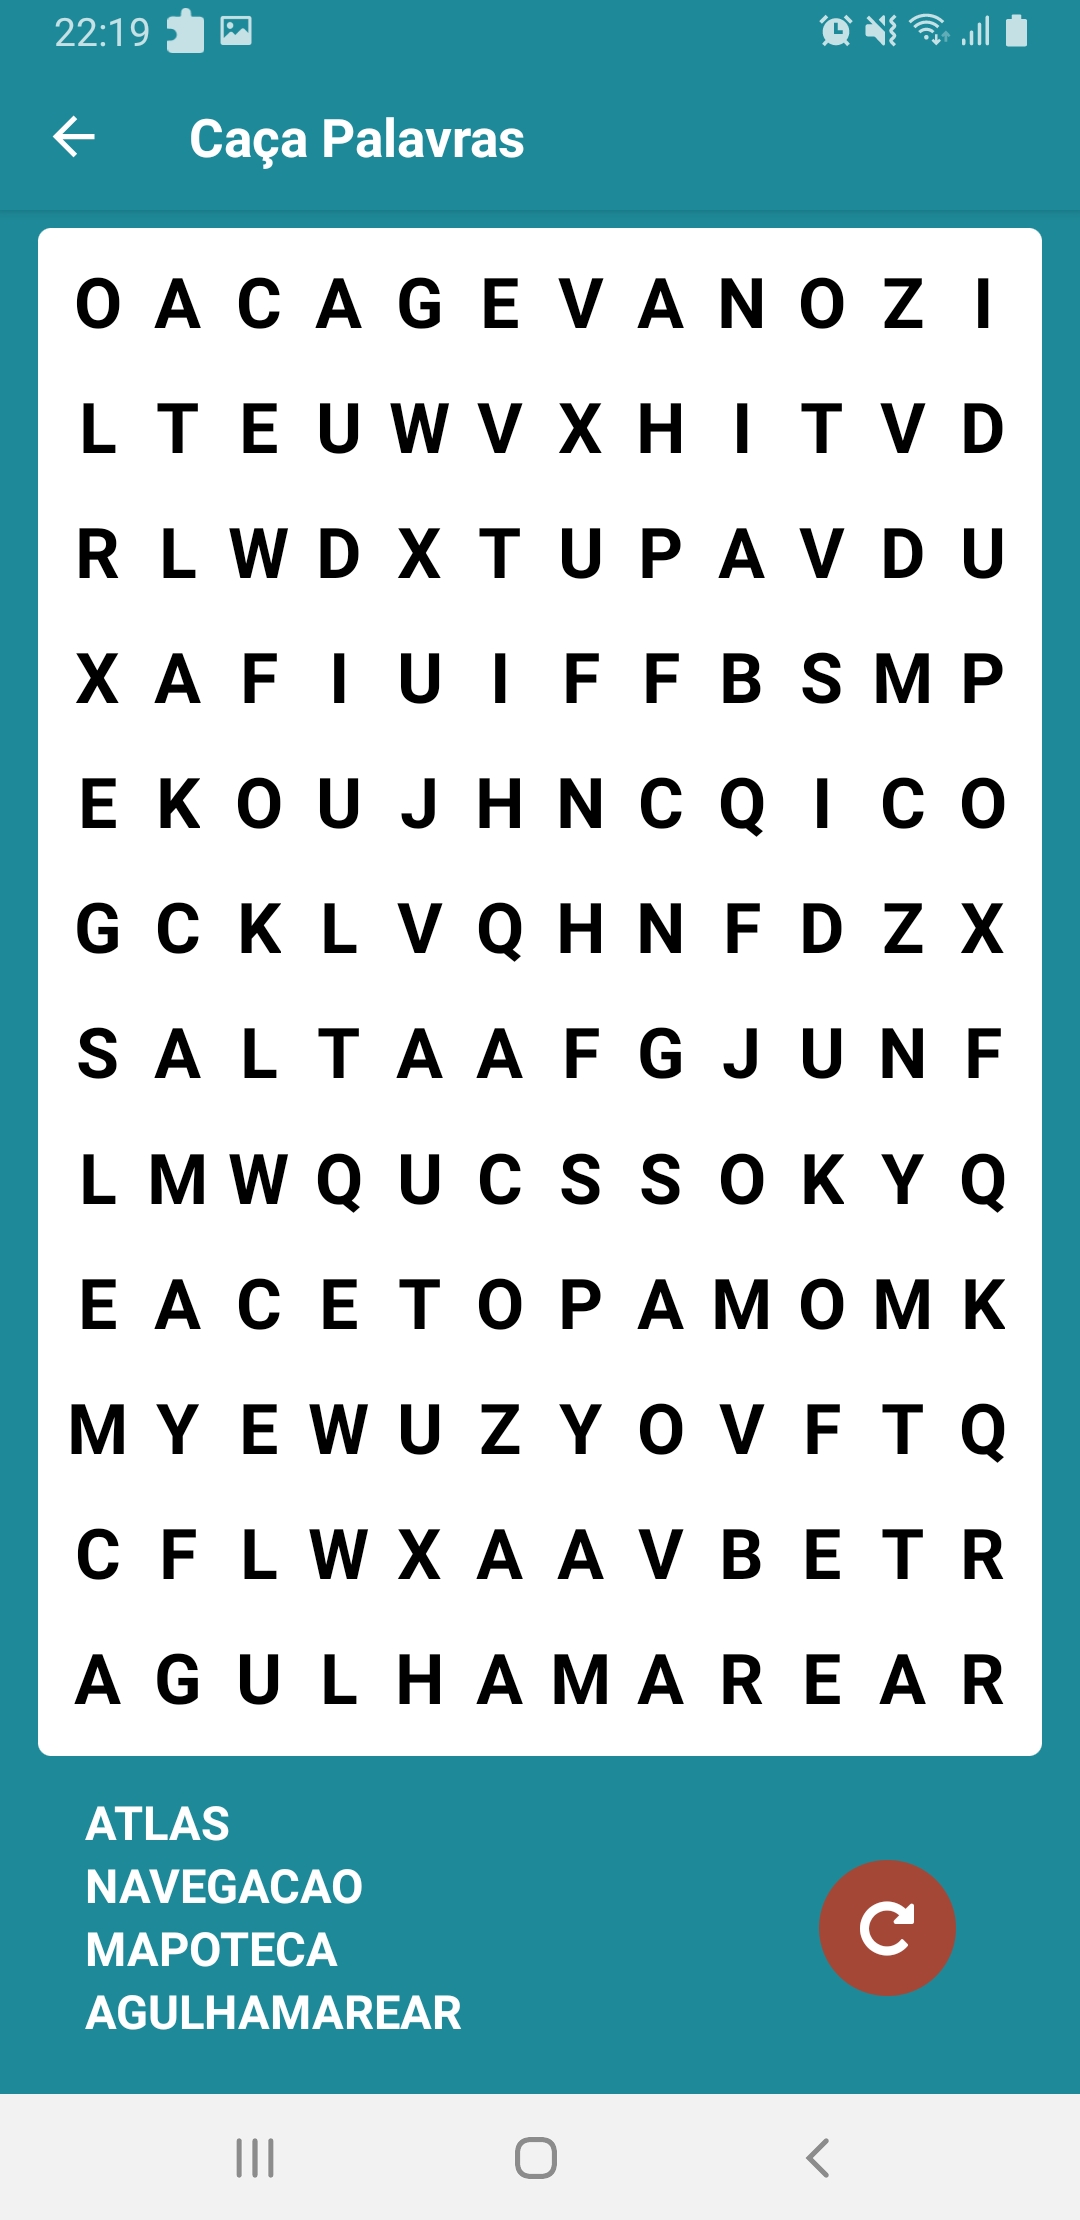 22:19
Caça Palavras
O A C A G E V A N O Z I
L T E U W V X H I T V D
R L W D X T U P A V D U
X A F I U I F F B S M P
E K O U J H N C Q I C O
G C K L V Q H N F D Z X
S A L T A A F G J U N F
L M W Q U C S S O K Y Q
E A C E T O P A M O M K
M Y E W U Z Y O V F T Q
C F L W X A A V B E T R
A G U L H A M A R E A R
ATLAS
NAVEGACAO
MAPOTECA
AGULHAMAREAR